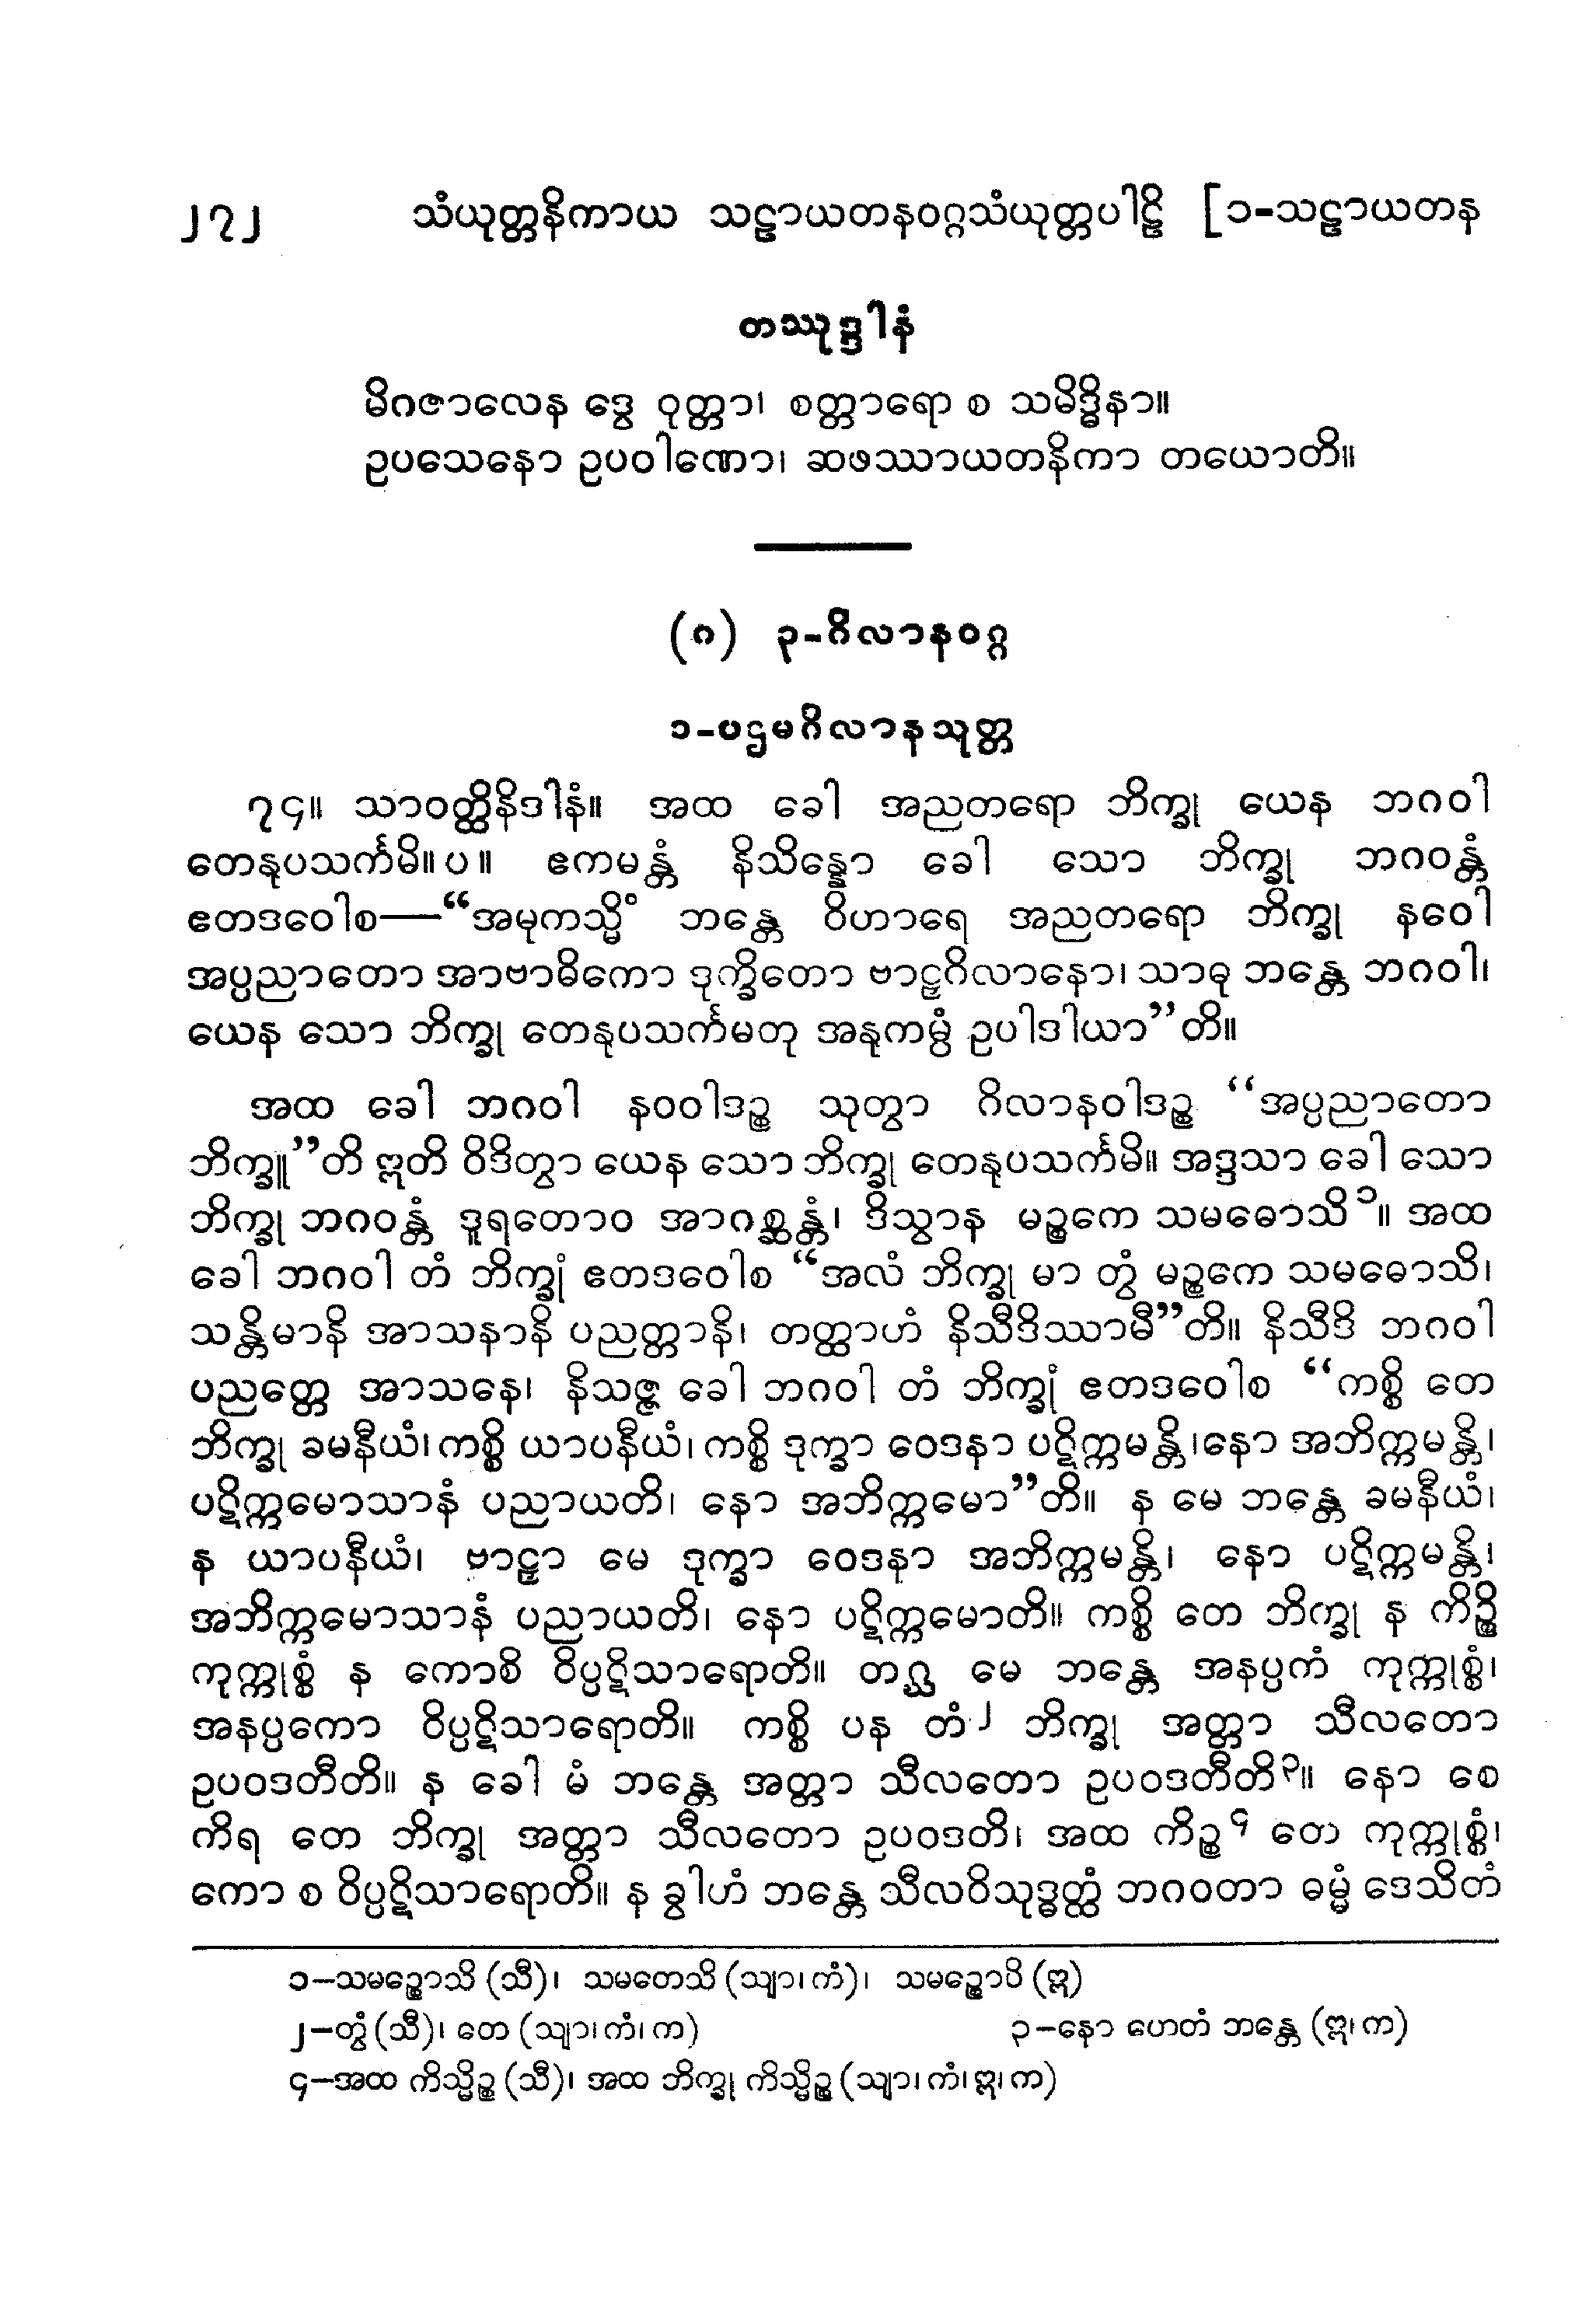 ၂၇၂ သံယုတ္တနိကာယ သဠာယတနဝဂ္ဂသံယုတ္တပါဠိ [၁-သဠာယတန
တဿုဒ္ဒါနံ
မိဂဇာလေန ဒွေ ဝုတ္တာ၊ စတ္တာရော စ သမိဒ္ဓိနာ။
ဥပသေနော ဥပဝါဏော၊ ဆဖဿာယတနိကာ တယောတိ။
(၈) ၃-ဂိလာနဝဂ္ဂ
၁-ပဌမဂိလာနသုတ္တ
၇၄။ သာဝတ္ထိနိဒါနံ။ အထ ခေါ အညတရော ဘိက္ခု ယေန ဘဂဝါ
တေနုပသင်္ကမိ။ ပ။ ဧကမန္တံ နိသိန္နော ခေါ သော ဘိက္ခု ဘဂဝန္တံ
ဧတဒဝေါစ—“အမုကသ္မိံ ဘန္တေ ဝိဟာရေ အညတရော ဘိက္ခု နဝေါ
အပ္ပညာတော အာဗာဓိကော ဒုက္ခိတော ဗာဠှဂိလာနော၊ သာဓု ဘန္တေ ဘဂဝါ၊
ယေန သော ဘိက္ခု တေနုပသင်္ကမတု အနုကမ္ပံ ဥပါဒါယာ”တိ။
အထ ခေါ ဘဂဝါ နဝဝါဒဉ္စ သုတွာ ဂိလာနဝါဒဉ္စ “အပ္ပညာတော
ဘိက္ခူ”တိ ဣတိ ဝိဒိတွာ ယေန သော ဘိက္ခု တေနုပသင်္ကမိ။ အဒ္ဒသာ ခေါ သော
ဘိက္ခု ဘဂဝန္တံ ဒူရတောဝ အာဂစ္ဆန္တံ၊ ဒိသွာန မဉ္စကေ သမဓောသိ၁။ အထ
ခေါ ဘဂဝါ တံ ဘိက္ခုံ ဧတဒဝေါစ “အလံ ဘိက္ခု မာ တွံ မဉ္စကေ သမဓောသိ၊
သန္တိမာနိ အာသနာနိ ပညတ္တာနိ၊ တတ္ထာဟံ နိသီဒိဿာမီ”တိ။ နိသီဒိ ဘဂဝါ
ပညတ္တေ အာသနေ၊ နိသဇ္ဇ ခေါ ဘဂဝါ တံ ဘိက္ခုံ ဧတဒဝေါစ “ကစ္စိ တေ
ဘိက္ခု ခမနီယံ၊ ကစ္စိ ယာပနီယံ၊ ကစ္စိ ဒုက္ခာ ဝေဒနာ ပဋိက္ကမန္တိ၊ နော အဘိက္ကမန္တိ၊
ပဋိက္ကမောသာနံ ပညာယတိ၊ နော အဘိက္ကမော”တိ။ န မေ ဘန္တေ ခမနီယံ၊
န ယာပနီယံ၊ ဗာဠှာ မေ ဒုက္ခာ ဝေဒနာ အဘိက္ကမန္တိ၊ နော ပဋိက္ကမန္တိ၊
အဘိက္ကမောသာနံ ပညာယတိ၊ နော ပဋိက္ကမောတိ။ ကစ္စိ တေ ဘိက္ခု န ကိဉ္စိ
ကုက္ကုစ္စံ န ကောစိ ဝိပ္ပဋိသာရောတိ။ တဂ္ဃ မေ ဘန္တေ အနပ္ပကံ ကုက္ကုစ္စံ၊
အနပ္ပကော ဝိပ္ပဋိသာရောတိ။ ကစ္စိ ပန တံ၂ ဘိက္ခု အတ္တာ သီလတော
ဥပဝဒတီတိ။ န ခေါ မံ ဘန္တေ အတ္တာ သီလတော ဥပဝဒတီတိ၃။ နော စေ
ကိရ တေ ဘိက္ခု အတ္တာ သီလတော ဥပဝဒတိ၊ အထ ကိဉ္စ၄ တေ ကုက္ကုစ္စံ၊
ကော စ ဝိပ္ပဋိသာရောတိ။ န ခွါဟံ ဘန္တေ သီလဝိသုဒ္ဓတ္ထံ ဘဂဝတာ ဓမ္မံ ဒေသိတံ
၁—သမဉ္စောသိ (သီ)၊ သမတေသိ (သျာ၊ ကံ)၊ သမဉ္စောပိ (ဣ)
၂—တွံ (သီ)၊ တေ (သျာ၊ ကံ၊ က) ၃—နော ဟေတံ ဘန္တေ (ဣ၊ က)
၄—အထ ကိသ္မိဉ္စ (သီ)၊ အထ ဘိက္ခု ကိသ္မိဉ္စ (သျာ၊ ကံ၊ ဣ၊ က)